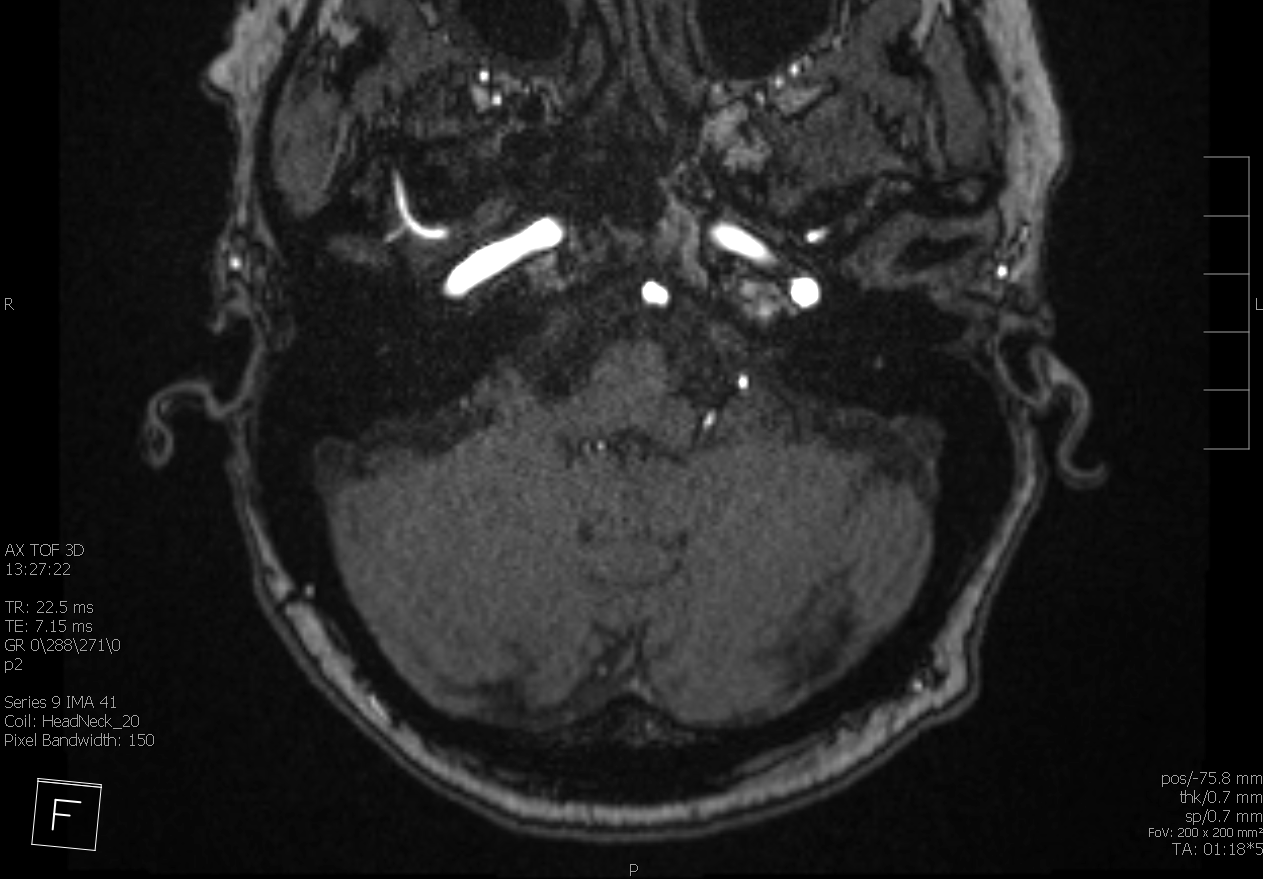 R
L
AX TOF 3D
13:27:22
TR: 22.5 ms
TE: 7.15 ms
GR 0\288\271\0
p2
Series 9 IMA 41
Coil: HeadNeck_20
Pixel Bandwidth: 150
F
pos/-75.8 mm
thk/0.7 mm
sp/0.7 mm
FoV: 200 x 200 mm²
TA: 01:18*5
P